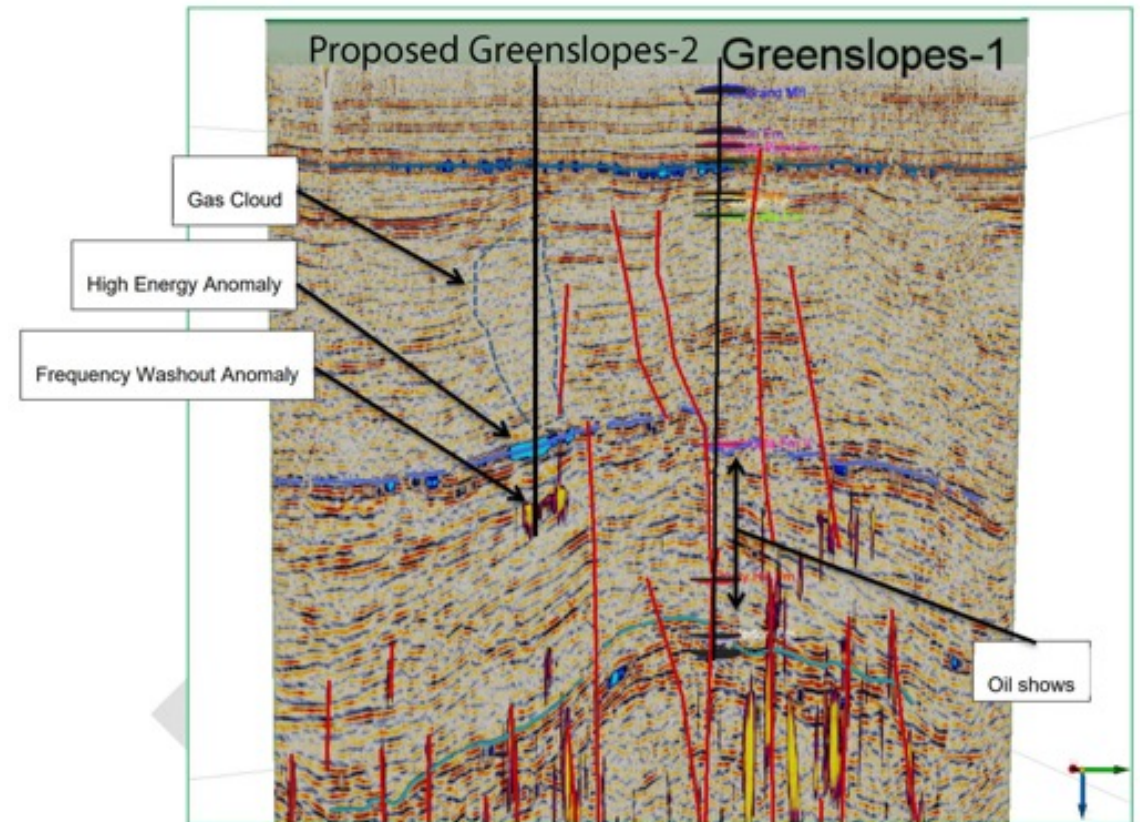 Proposed Greenslopes-2
Greenslopes-1
Gas Cloud
High Energy Anomaly
Frequency Washout Anomaly
Oil shows